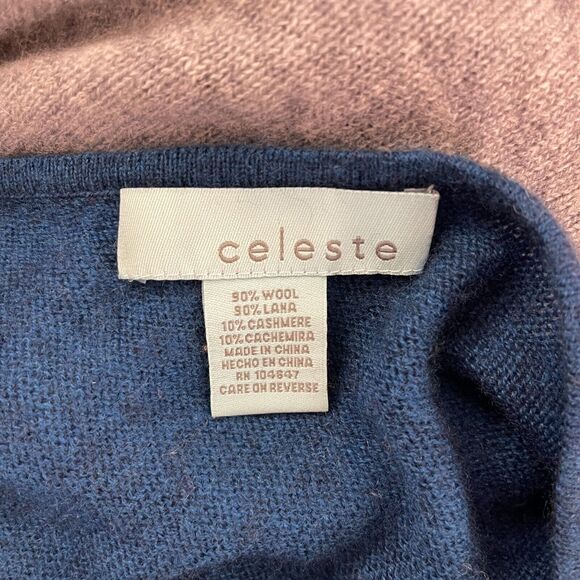 celeste
90% WOOL
90% LANA
10% CASHMERE
10% CACHEMIRA
MADE IN CHINA
HECHO EN CHINA
RN 104647
CARE ON REVERSE